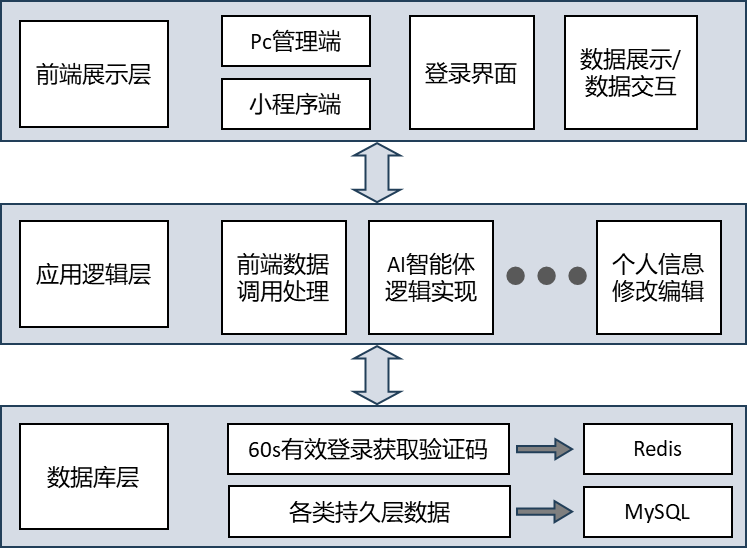 前端展示层
Pc管理端
小程序端
登录界面
数据展示/
数据交互
应用逻辑层
前端数据
调用处理
AI智能体
逻辑实现
个人信息
修改编辑
数据库层
60s有效登录获取验证码
Redis
各类持久层数据
MySQL